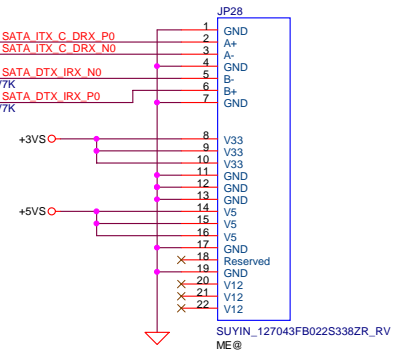 JP28
1 GND
SATA_ITX_C_DRX_P0 2 A+
SATA_ITX_C_DRX_N0 3 A-
4 GND
SATA_DTX_IRX_N0 5 B-
7K
SATA_DTX_IRX_P0 6 B+
7K
7 GND
+3VS 8 V33
9 V33
10 V33
11 GND
12 GND
13 GND
+5VS 14 V5
15 V5
16 V5
17 GND
18 Reserved
19 GND
20 V12
21 V12
22 V12
SUYIN_127043FB022S338ZR_RV
ME@